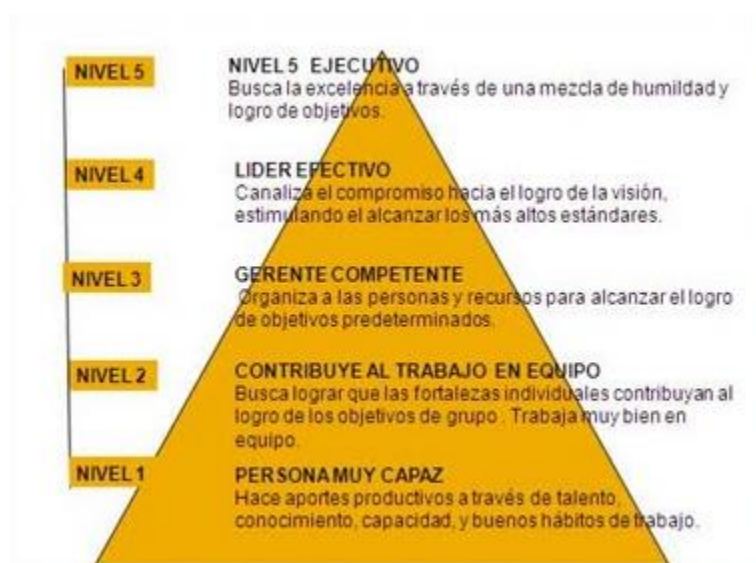 NIVEL 5
NIVEL 5 EJECUTIVO
Busca la excelencia a través de una mezcla de humildad y
logro de objetivos.
NIVEL 4
LIDER EFECTIVO
Canaliza el compromiso hacia el logro de la visión,
estimulando el alcanzar los más altos estándares.
NIVEL 3
GERENTE COMPETENTE
Organiza a las personas y recursos para alcanzar el logro
de objetivos predeterminados.
NIVEL 2
CONTRIBUYE AL TRABAJO EN EQUIPO
Busca lograr que las fortalezas individuales contribuyan al
logro de los objetivos de grupo . Trabaja muy bien en
equipo.
NIVEL 1
PERSONA MUY CAPAZ
Hace aportes productivos a través de talento,
conocimiento, capacidad, y buenos hábitos de trabajo.